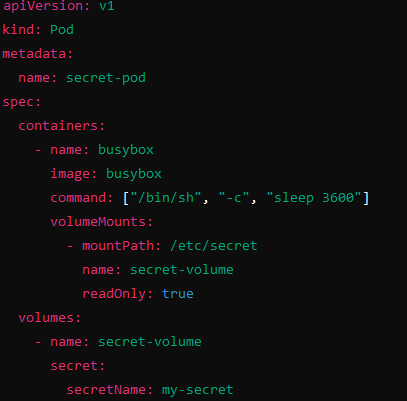 apiVersion: v1
kind: Pod
metadata:
  name: secret-pod
spec:
  containers:
    - name: busybox
      image: busybox
      command: ["/bin/sh", "-c", "sleep 3600"]
      volumeMounts:
        - mountPath: /etc/secret
          name: secret-volume
          readOnly: true
  volumes:
    - name: secret-volume
      secret:
        secretName: my-secret